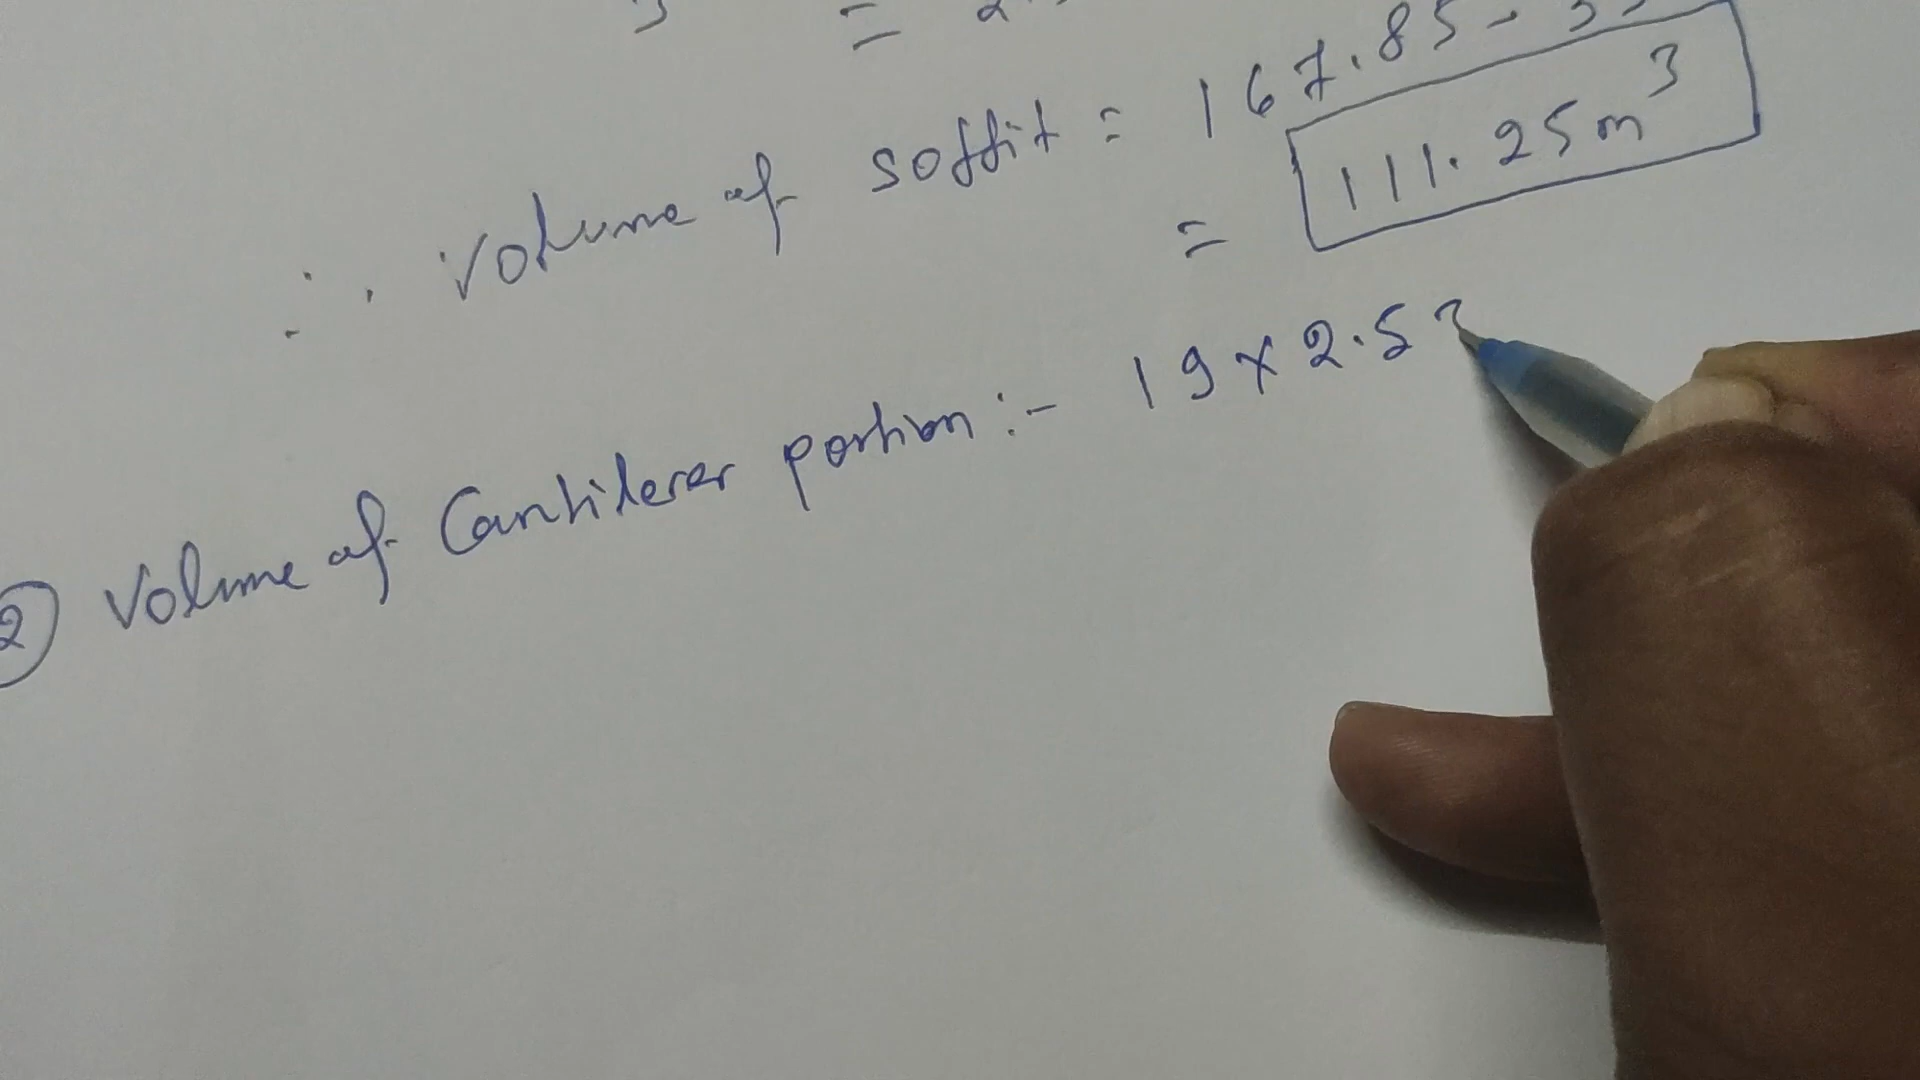 ∴ Volume of soffit = 167.85 -
= 111.25 m³
② Volume of Cantilever portion :- 19 x 2.5